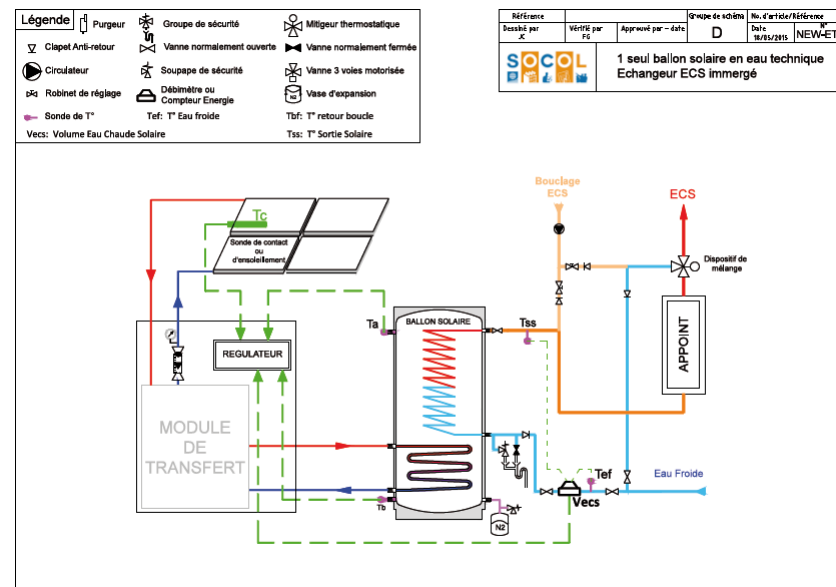 Légende
Purgeur
Groupe de sécurité
Mitigeur thermostatique
Clapet Anti-retour
Vanne normalement ouverte
Vanne normalement fermée
Circulateur
Soupape de sécurité
Vanne 3 voies motorisée
Robinet de réglage
Débimètre ou
Compteur Energie
N2
Vase d'expansion
Sonde de T°
Tef: T° Eau froide
Tbf: T° retour boucle
Vecs: Volume Eau Chaude Solaire
Tss: T° Sortie Solaire
Référence
Groupe de schéma
No. d'article/Référence
Dessiné par
JC
Vérifié par
FG
Approuvé par - date
D
Date
18/05/2015
N°
NEW-ET
SOCOL
1 seul ballon solaire en eau technique
Echangeur ECS immergé
Bouclage
ECS
ECS
Tc
Sonde de contact
ou
d'ensoleillement
Dispositif de
mélange
Ta
BALLON SOLAIRE
Tss
REGULATEUR
APPOINT
MODULE
DE
TRANSFERT
Tef
Eau Froide
Tb
Vecs
N2